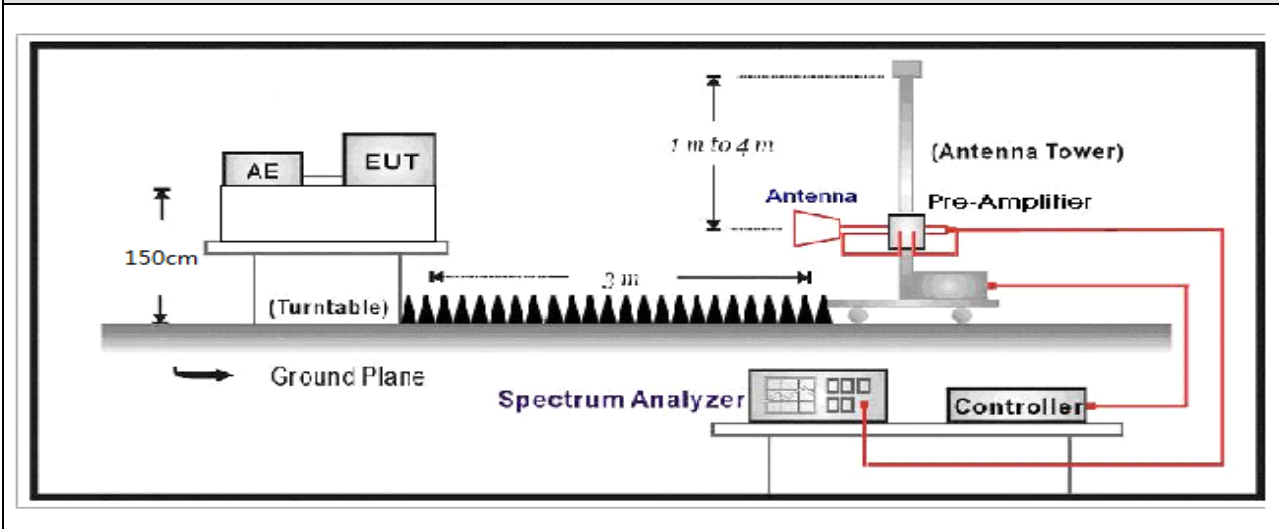 AE
EUT
150cm
(Turntable)
3 m
1 m to 4 m
(Antenna Tower)
Antenna
Pre-Amplifier
Ground Plane
Spectrum Analyzer
Controller